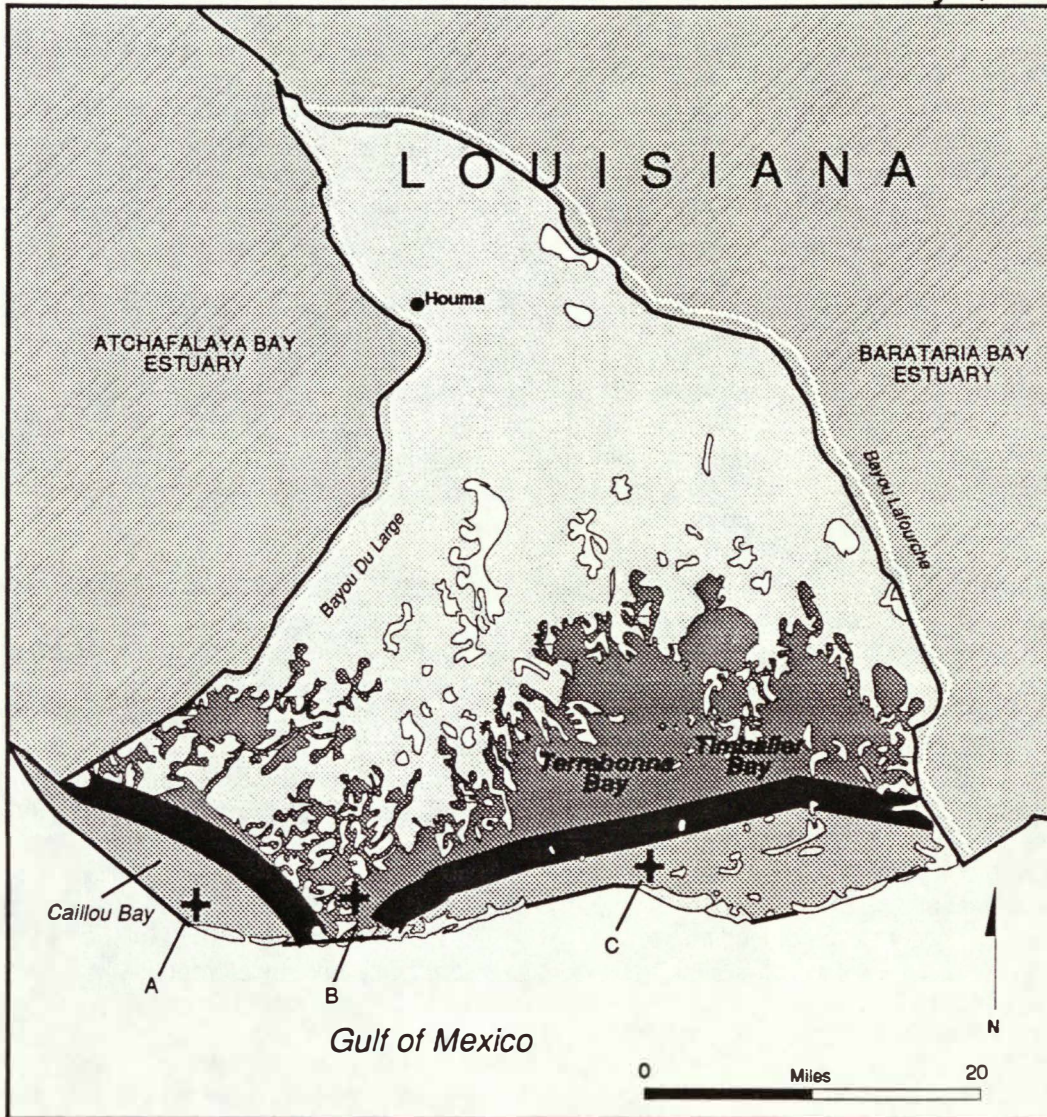 LOUISIANA
Houma
ATCHAFALAYA BAY
ESTUARY
BARATARIA BAY
ESTUARY
Bayou Du Large
Bayou Lafourche
Terrebonne
Bay
Timbalier
Bay
Caillou Bay
A
B
C
Gulf of Mexico
N
0 Miles 20